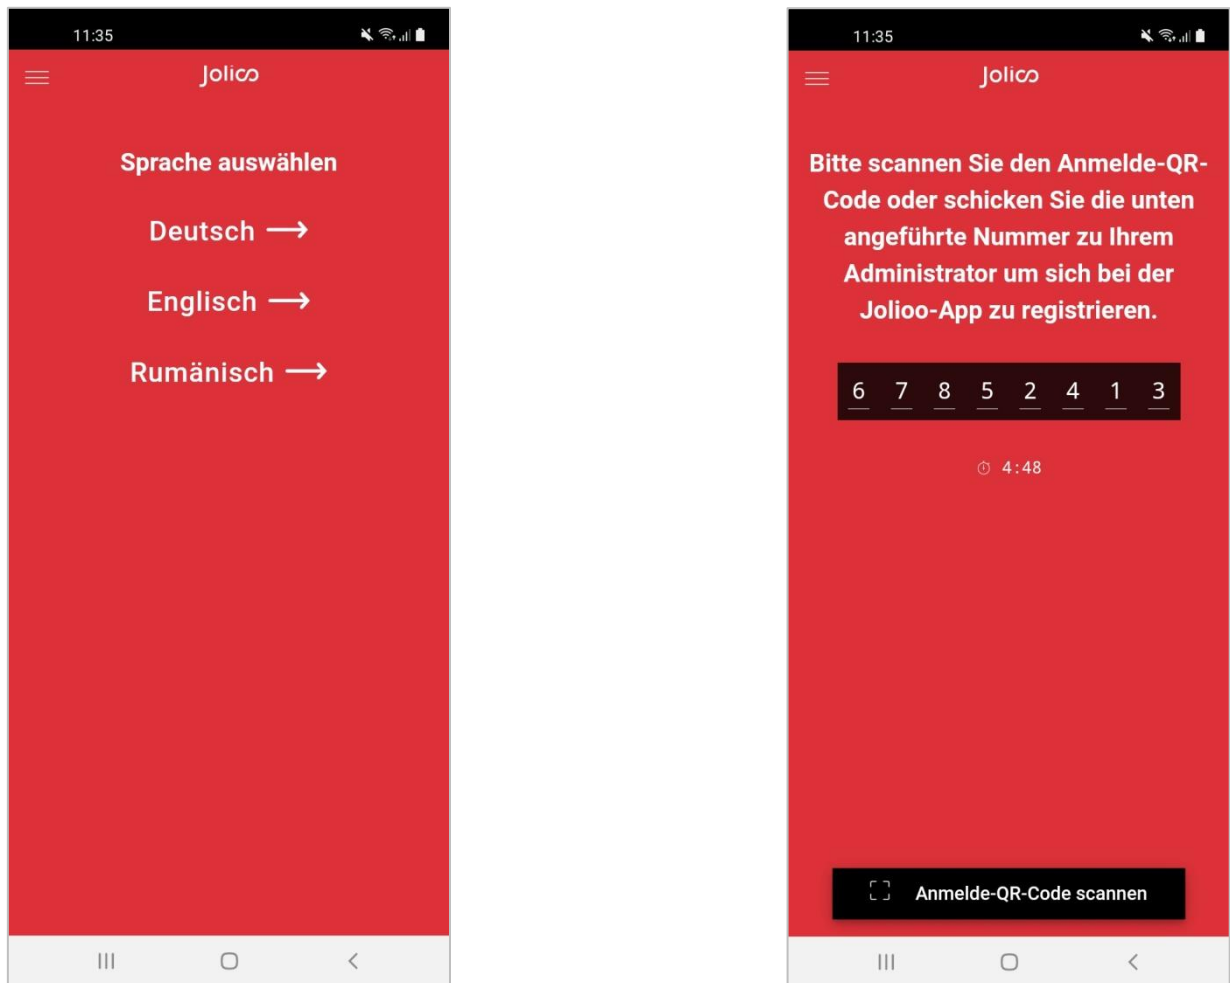 11:35
Jolioo
Sprache auswählen
Deutsch
Englisch
Rumänisch
11:35
Jolioo
Bitte scannen Sie den Anmelde-QR-
Code oder schicken Sie die unten
angeführte Nummer zu Ihrem
Administrator um sich bei der
Jolioo-App zu registrieren.
6 7 8 5 2 4 1 3
4:48
Anmelde-QR-Code scannen